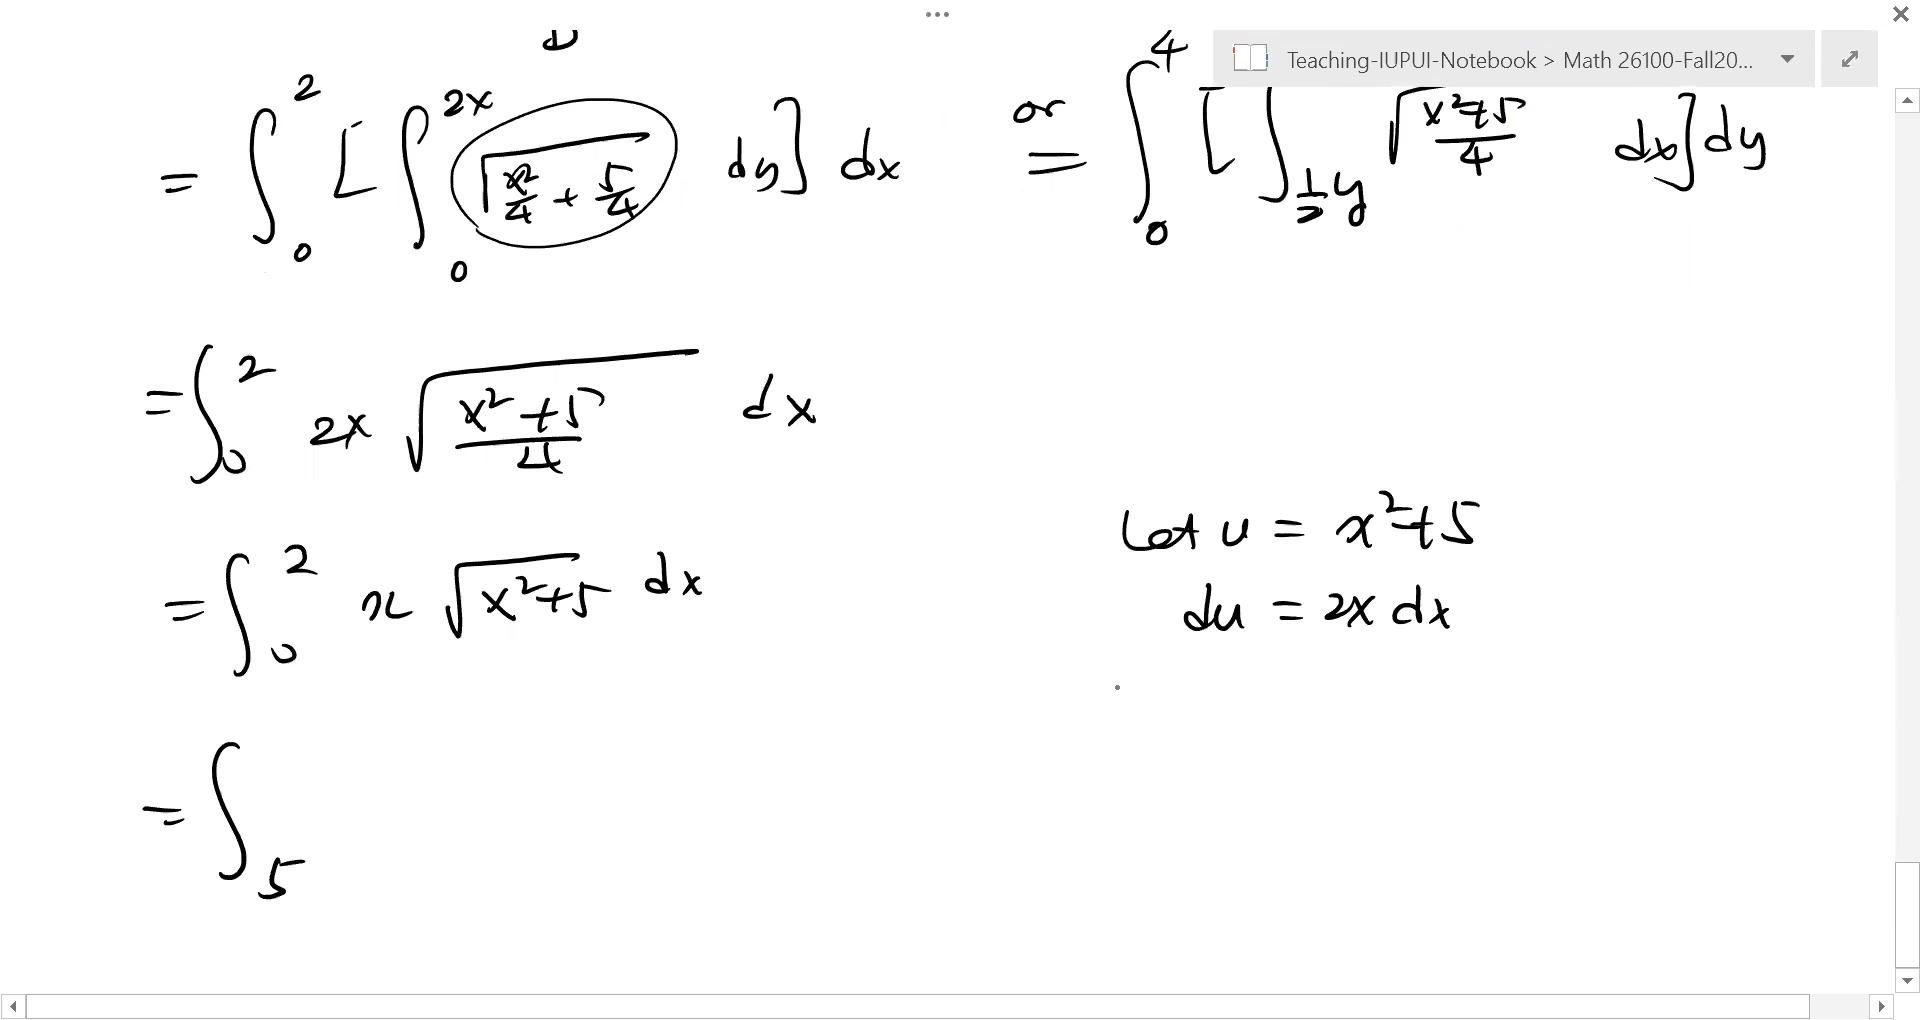 Teaching-IUPUI-Notebook > Math 26100-Fall20...
= ∫₀² [ ∫₀^{2x} √(x²/4 + 5/4) dy ] dx or = ∫₀⁴ [ ∫_{½y} √((x²+5)/4) dx ] dy
= ∫₀² 2x √((x²+5)/4) dx
Let u = x²+5
= ∫₀² x √(x²+5) dx
du = 2x dx
= ∫₅